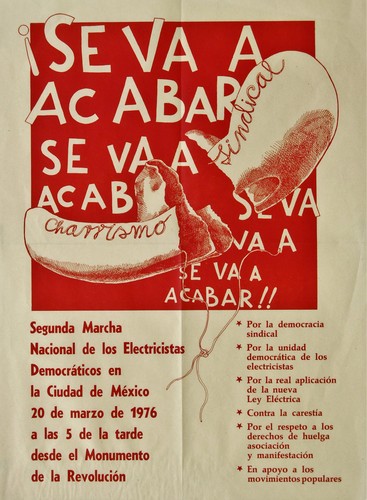 ¡SE VA A
ACABAR
SE VA A
ACAB
SE VA
VA A
SE VA A
ACABAR!!
Sindical
Charrismo
Segunda Marcha
Nacional de los Electricistas
Democráticos en
la Ciudad de México
20 de marzo de 1976
a las 5 de la tarde
desde el Monumento
de la Revolución
★ Por la democracia
sindical
★ Por la unidad
democrática de los
electricistas
★ Por la real aplicación
de la nueva
Ley Eléctrica
★ Contra la carestía
★ Por el respeto a los
derechos de huelga
asociación
y manifestación
★ En apoyo a los
movimientos populares